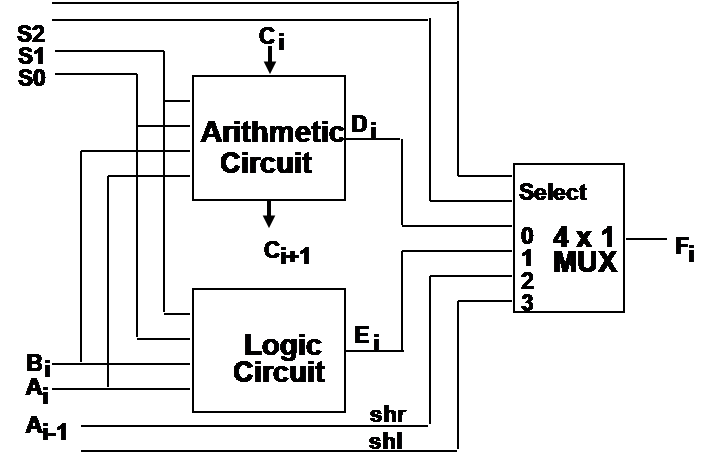 S2
S1
S0
Ci
Arithmetic
Circuit
Di
Ci+1
Select
0
1
2
3
4 x 1
MUX
Fi
Logic
Circuit
Ei
Bi
Ai
Ai-1
shr
shl